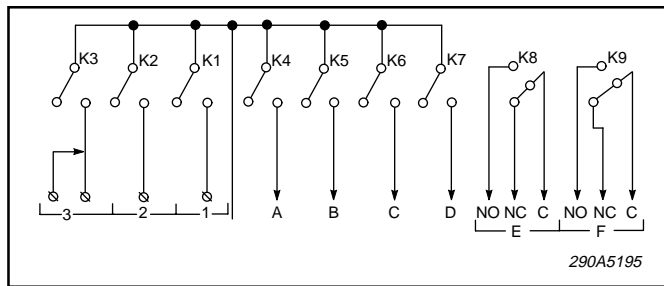 K3 K2 K1 K4 K5 K6 K7 K8 K9
3 2 1 A B C D NO NC C NO NC C
E F
290A5195